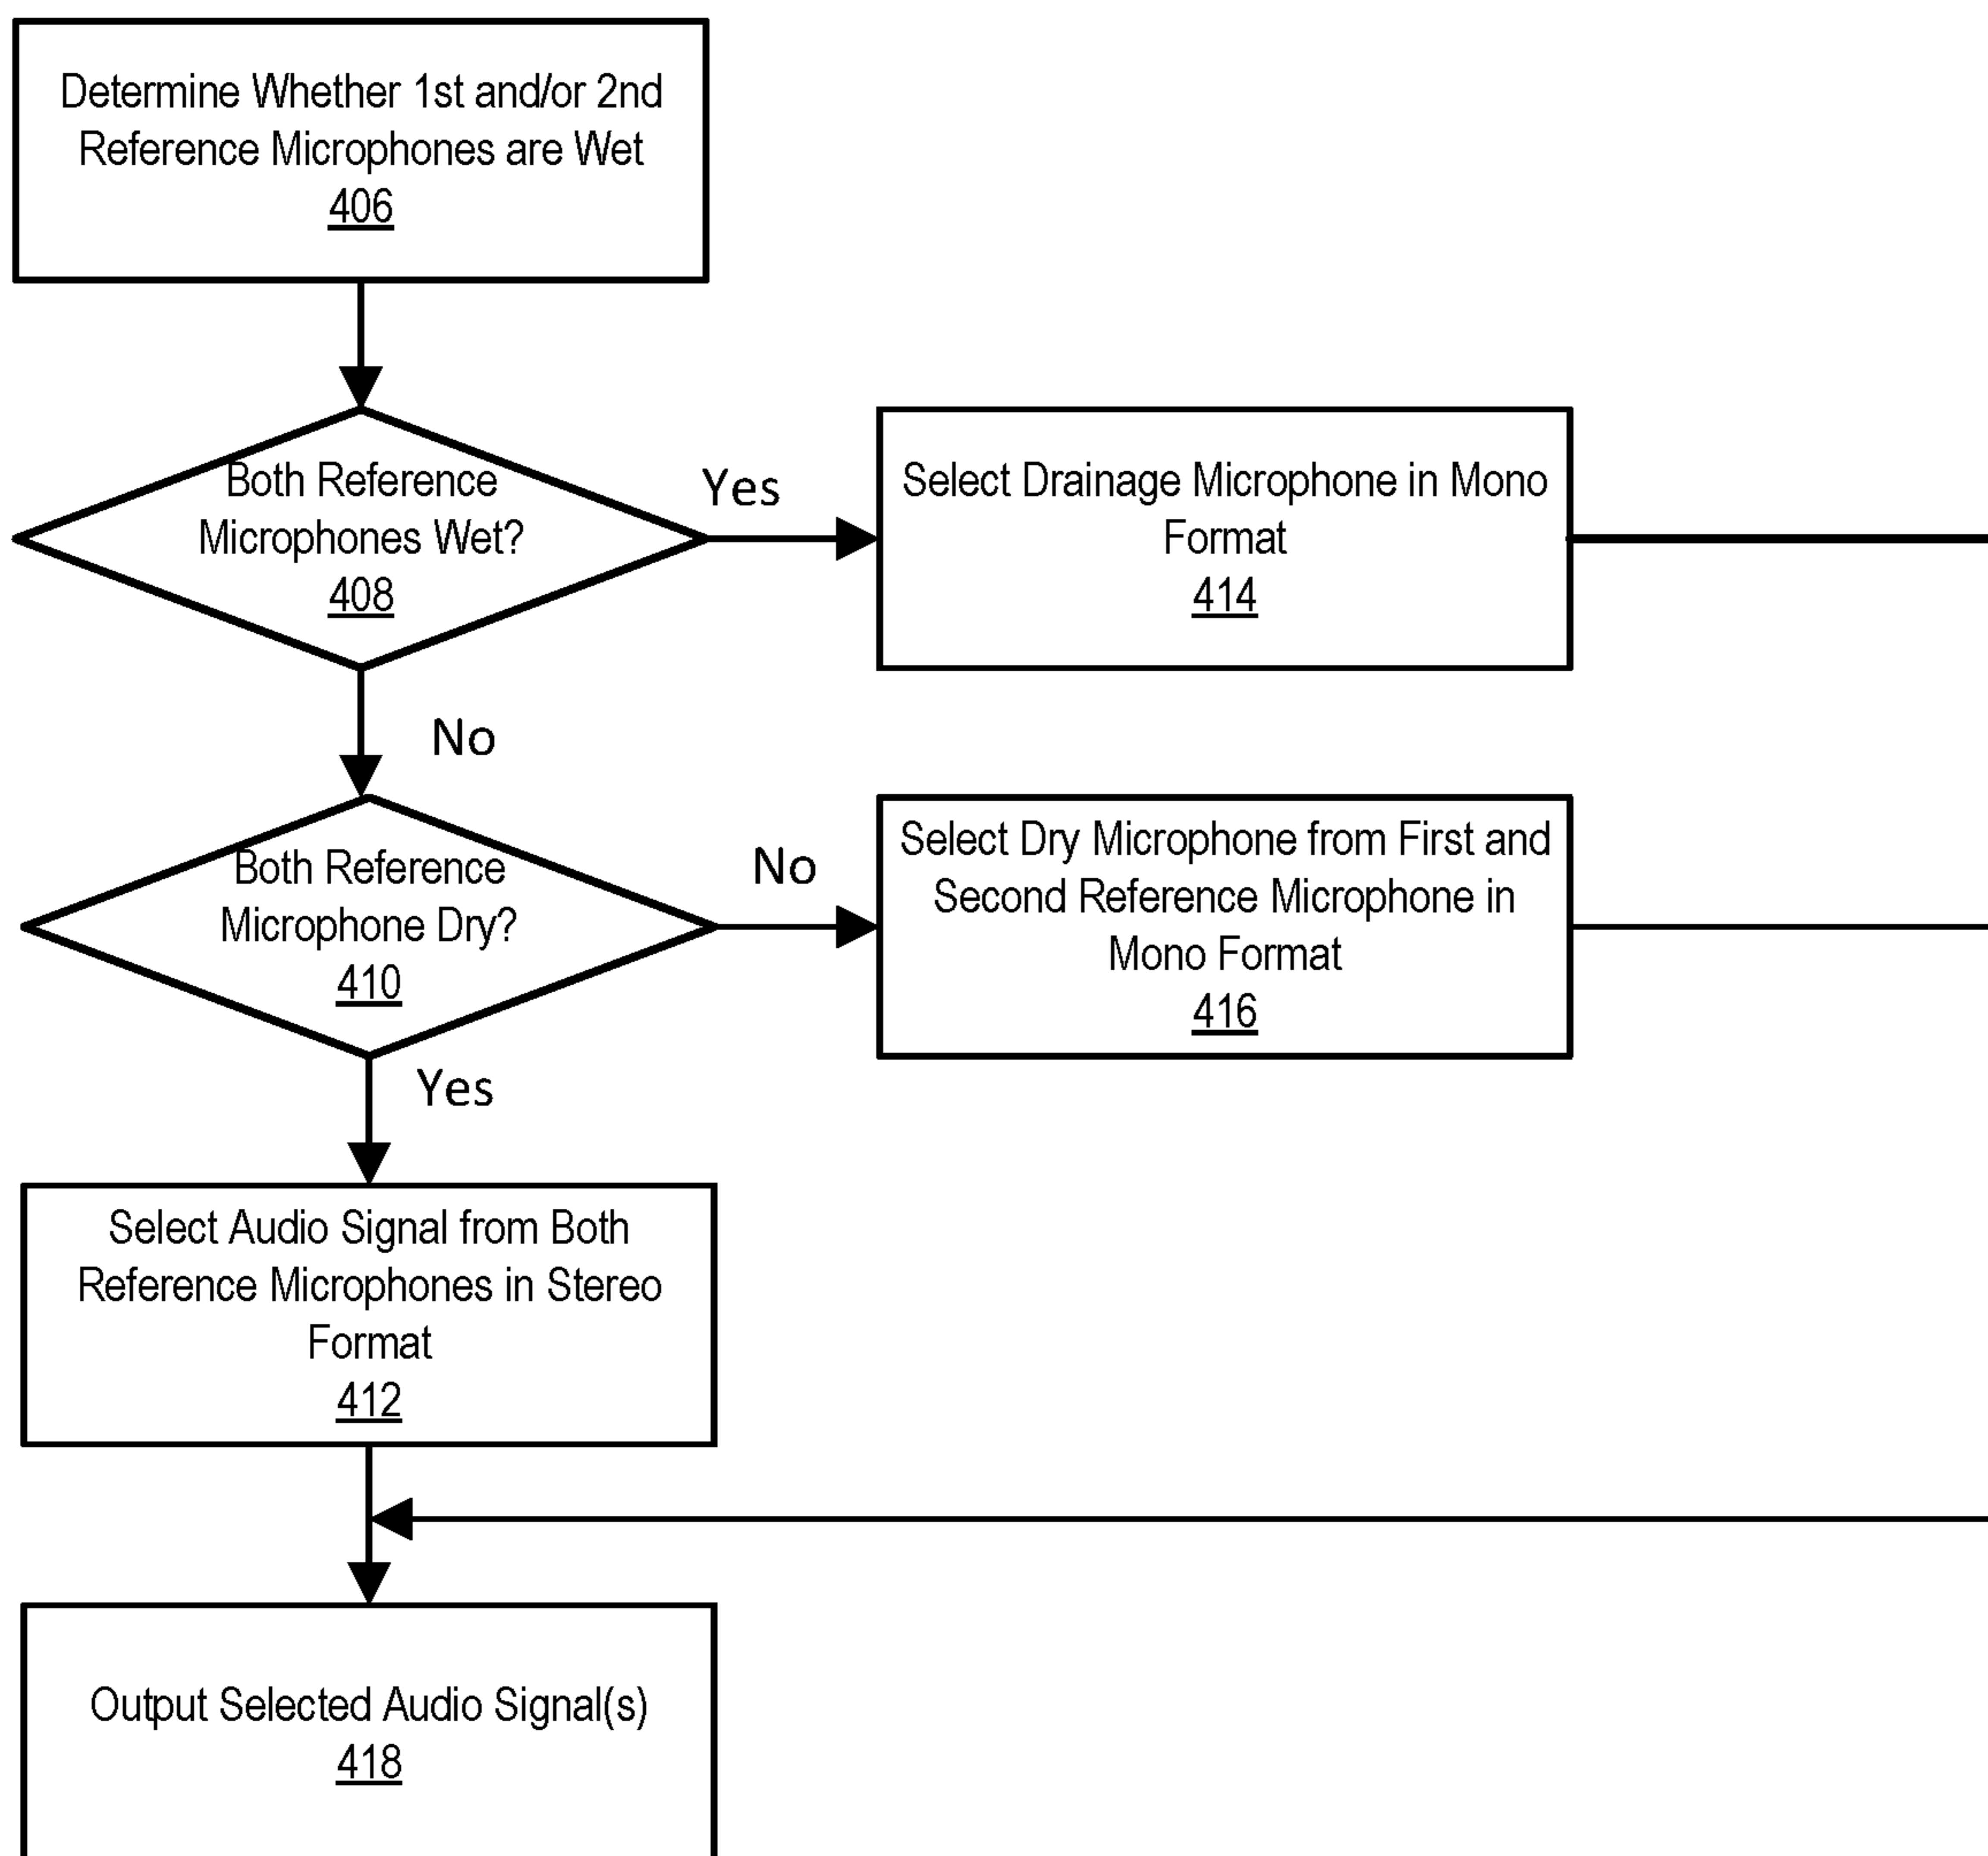 Determine Whether 1st and/or 2nd
Reference Microphones are Wet
406
Both Reference
Microphones Wet?
408
Yes
Select Drainage Microphone in Mono
Format
414
No
Both Reference
Microphone Dry?
410
No
Select Dry Microphone from First and
Second Reference Microphone in
Mono Format
416
Yes
Select Audio Signal from Both
Reference Microphones in Stereo
Format
412
Output Selected Audio Signal(s)
418